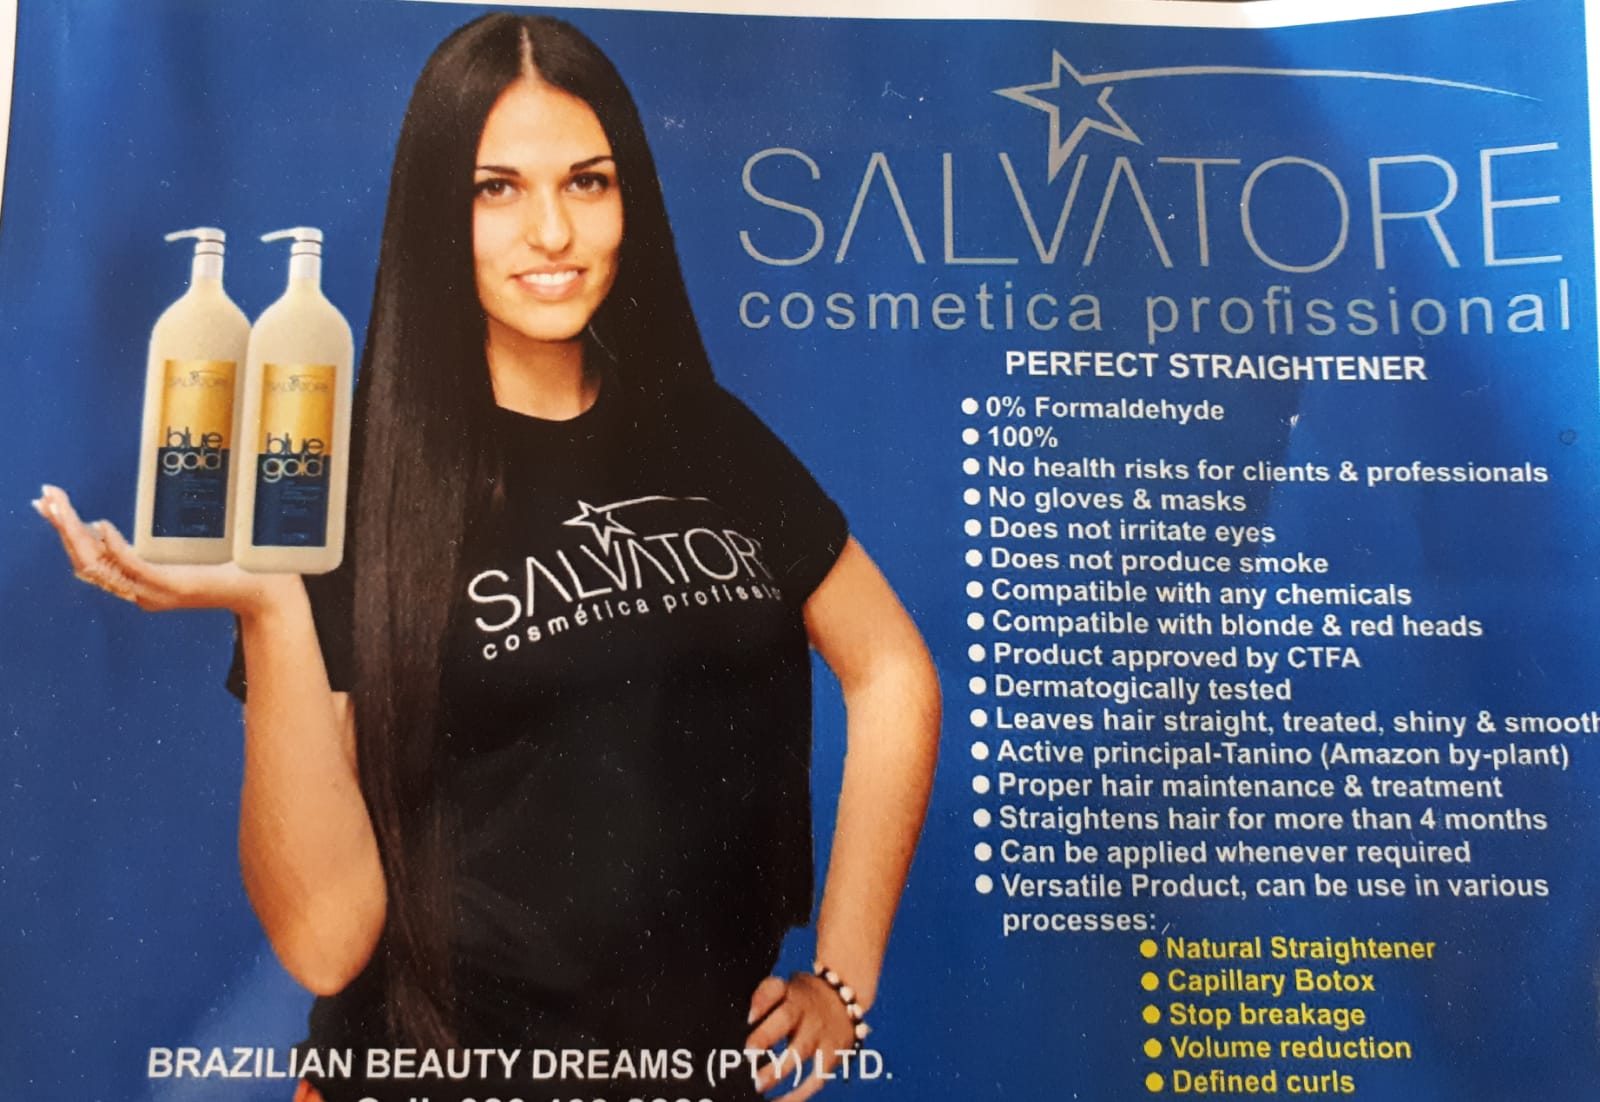 SALVATORE
cosmetica profissional
PERFECT STRAIGHTENER
● 0% Formaldehyde
● 100%
● No health risks for clients & professionals
● No gloves & masks
● Does not irritate eyes
● Does not produce smoke
● Compatible with any chemicals
● Compatible with blonde & red heads
● Product approved by CTFA
● Dermatogically tested
● Leaves hair straight, treated, shiny & smooth
● Active principal-Tanino (Amazon by-plant)
● Proper hair maintenance & treatment
● Straightens hair for more than 4 months
● Can be applied whenever required
● Versatile Product, can be use in various
processes:
● Natural Straightener
● Capillary Botox
● Stop breakage
● Volume reduction
● Defined curls
SALVATORE
blue
gold
SALVATORE
blue
gold
SALVATOR
cosmética profissio
BRAZILIAN BEAUTY DREAMS (PTY) LTD.